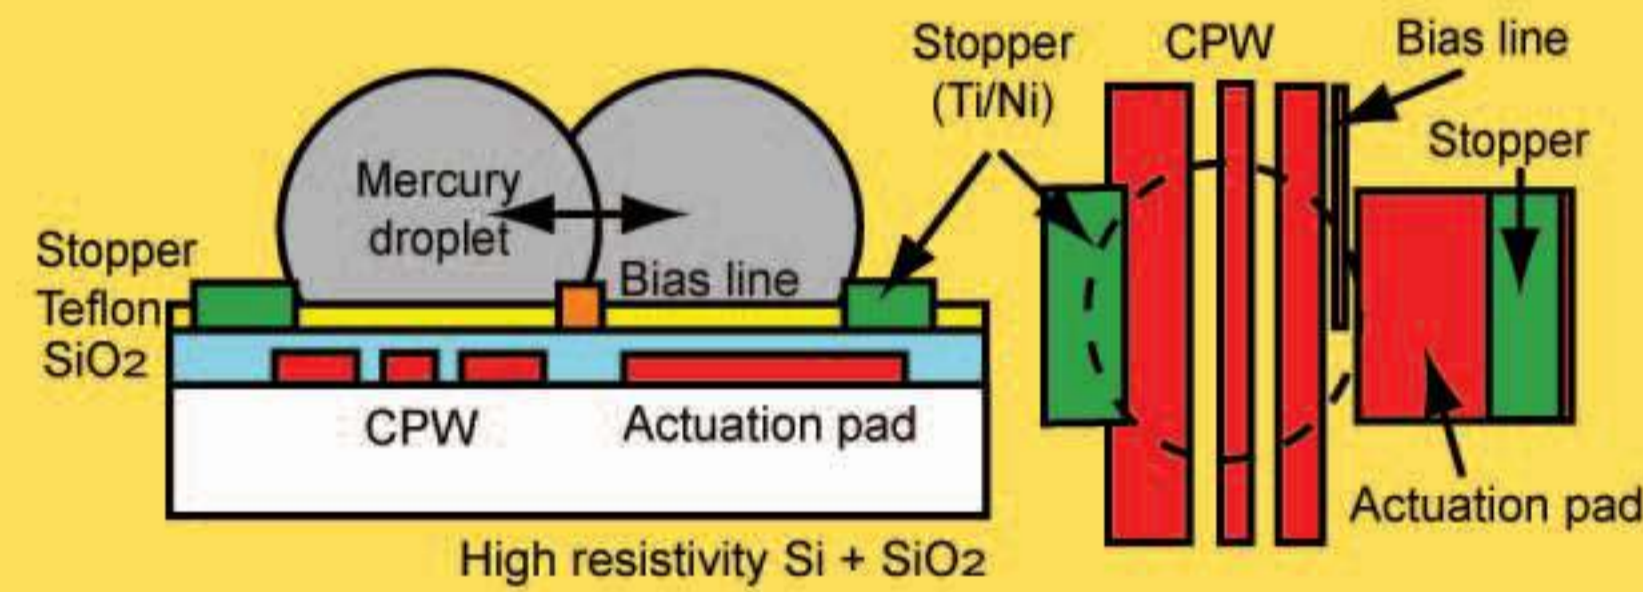 Mercury
droplet
Stopper
Teflon
SiO2
Bias line
CPW
Actuation pad
High resistivity Si + SiO2
Stopper
(Ti/Ni)
CPW
Bias line
Stopper
Actuation pad